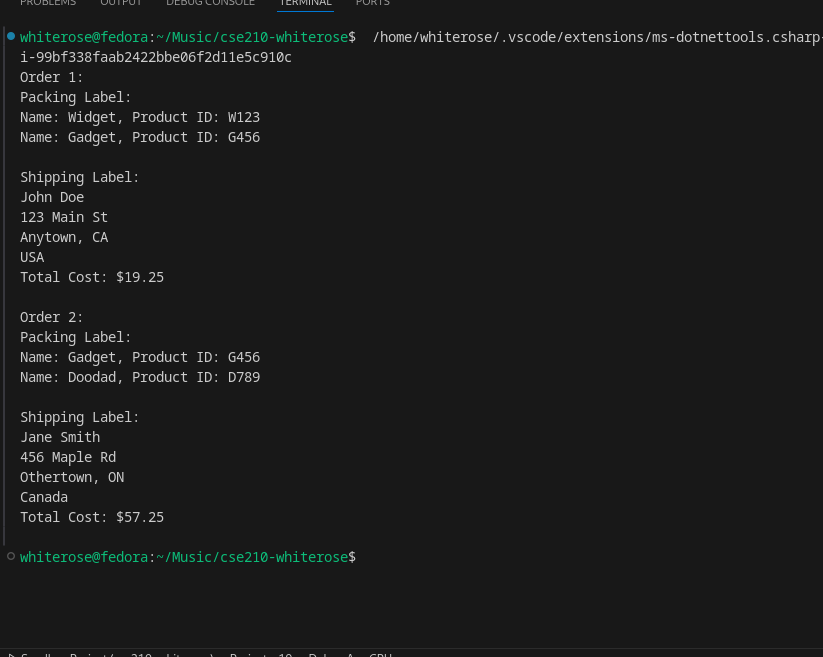 PROBLEMS OUTPUT DEBUG CONSOLE TERMINAL PORTS
whiterose@fedora:~/Music/cse210-whiterose$ /home/whiterose/.vscode/extensions/ms-dotnettools.csharp-
i-99bf338faab2422bbe06f2d11e5c910c
Order 1:
Packing Label:
Name: Widget, Product ID: W123
Name: Gadget, Product ID: G456
Shipping Label:
John Doe
123 Main St
Anytown, CA
USA
Total Cost: $19.25
Order 2:
Packing Label:
Name: Gadget, Product ID: G456
Name: Doodad, Product ID: D789
Shipping Label:
Jane Smith
456 Maple Rd
Othertown, ON
Canada
Total Cost: $57.25
whiterose@fedora:~/Music/cse210-whiterose$